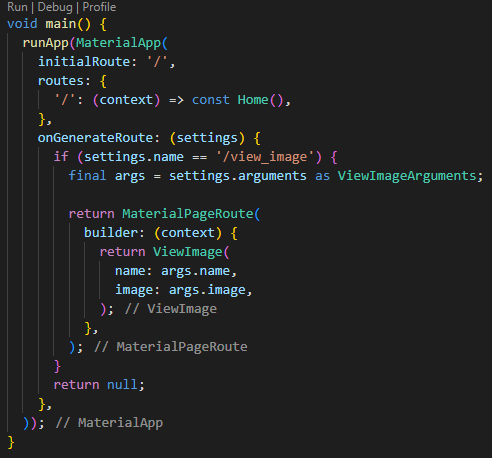 Run | Debug | Profile
void main() {
  runApp(MaterialApp(
    initialRoute: '/',
    routes: {
      '/': (context) => const Home(),
    },
    onGenerateRoute: (settings) {
      if (settings.name == '/view_image') {
        final args = settings.arguments as ViewImageArguments;

        return MaterialPageRoute(
          builder: (context) {
            return ViewImage(
              name: args.name,
              image: args.image,
            ); // ViewImage
          },
        ); // MaterialPageRoute
      }
      return null;
    },
  )); // MaterialApp
}